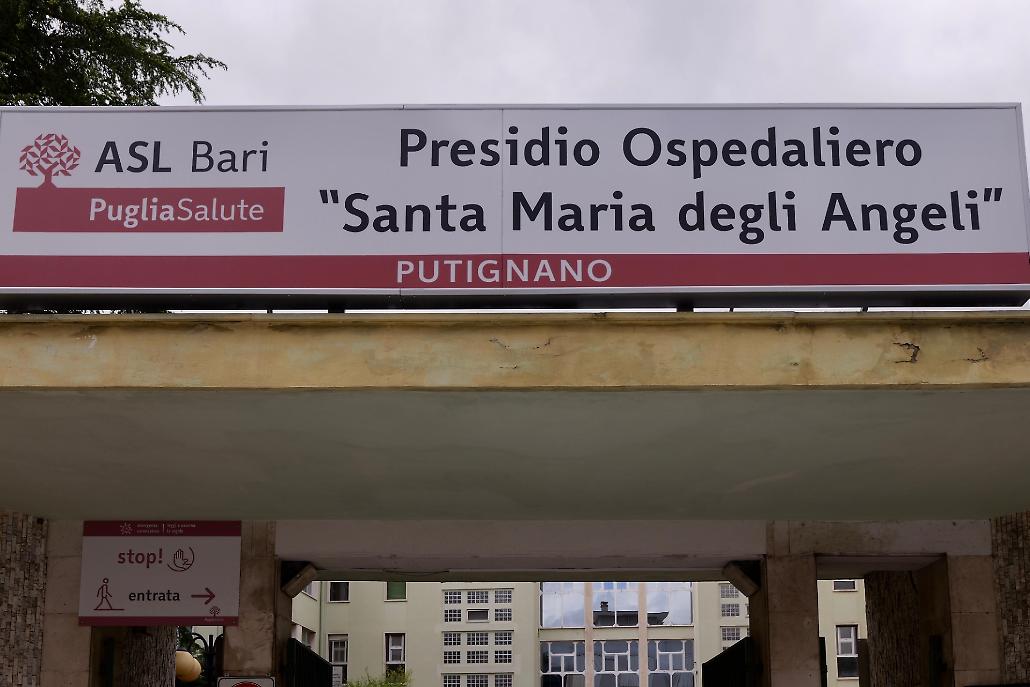 ASL Bari
PugliaSalute
Presidio Ospedaliero
"Santa Maria degli Angeli"
PUTIGNANO
stop!
entrata